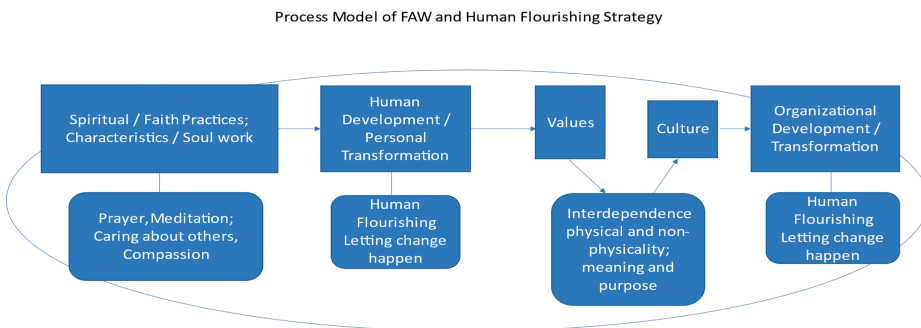 Process Model of FAW and Human Flourishing Strategy
Spiritual / Faith Practices;
Characteristics / Soul work
Human
Development /
Personal
Transformation
Values
Culture
Organizational
Development /
Transformation
Prayer, Meditation;
Caring about others,
Compassion
Human
Flourishing
Letting change
happen
Interdependence
physical and non-
physicality;
meaning and
purpose
Human
Flourishing
Letting change
happen